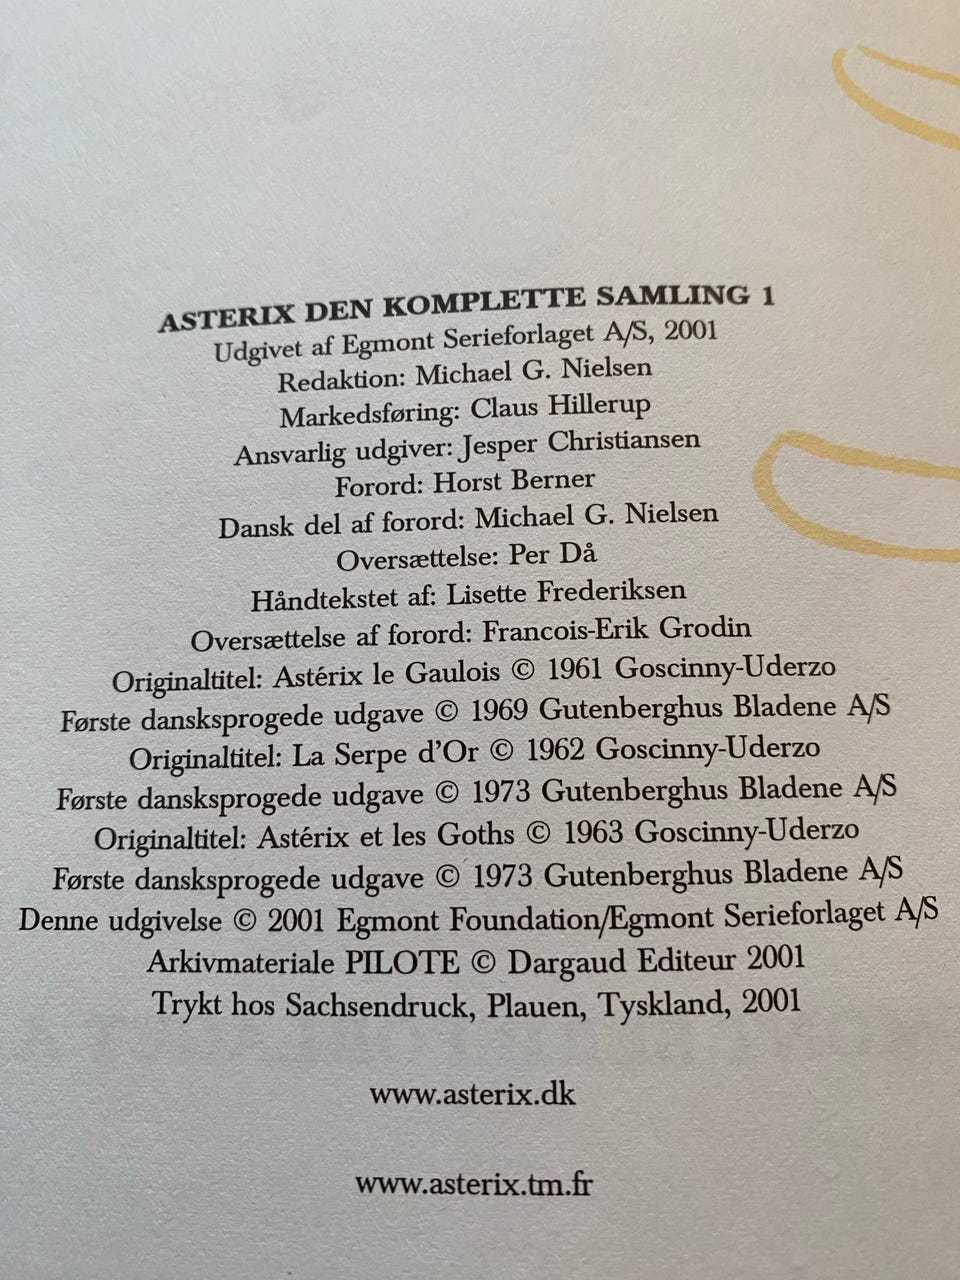 ASTERIX DEN KOMPLETTE SAMLING 1
Udgivet af Egmont Serieforlaget A/S, 2001
Redaktion: Michael G. Nielsen
Markedsføring: Claus Hillerup
Ansvarlig udgiver: Jesper Christiansen
Forord: Horst Berner
Dansk del af forord: Michael G. Nielsen
Oversættelse: Per Då
Håndtekstet af: Lisette Frederiksen
Oversættelse af forord: Francois-Erik Grodin
Originaltitel: Astérix le Gaulois © 1961 Goscinny-Uderzo
Første dansksprogede udgave © 1969 Gutenberghus Bladene A/S
Originaltitel: La Serpe d'Or © 1962 Goscinny-Uderzo
Første dansksprogede udgave © 1973 Gutenberghus Bladene A/S
Originaltitel: Astérix et les Goths © 1963 Goscinny-Uderzo
Første dansksprogede udgave © 1973 Gutenberghus Bladene A/S
Denne udgivelse © 2001 Egmont Foundation/Egmont Serieforlaget A/S
Arkivmateriale PILOTE © Dargaud Editeur 2001
Trykt hos Sachsendruck, Plauen, Tyskland, 2001
www.asterix.dk
www.asterix.tm.fr